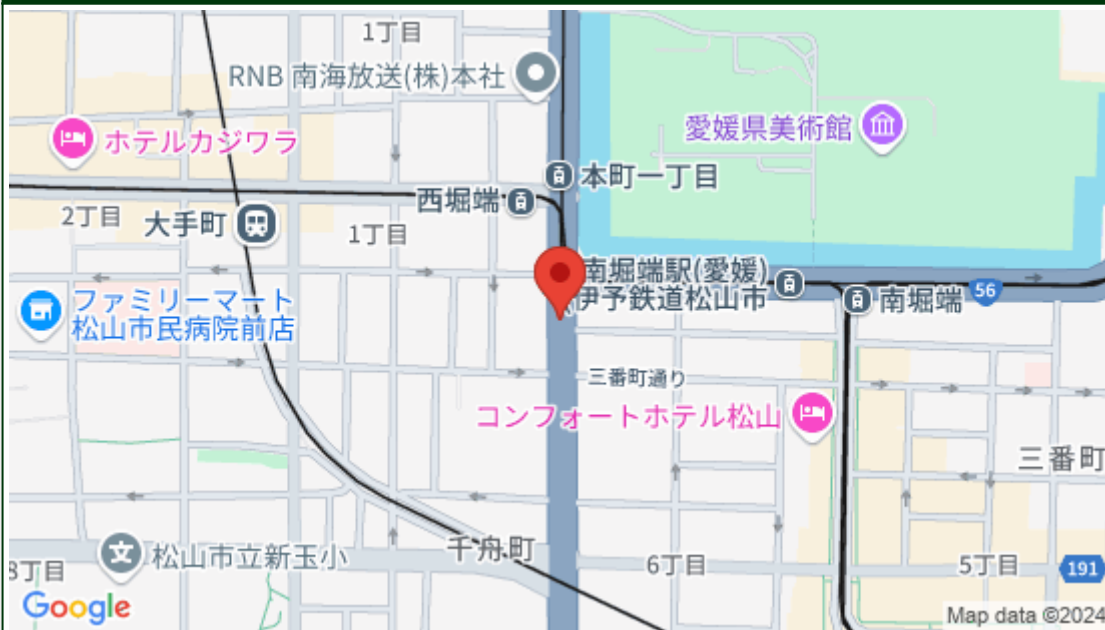 1丁目
RNB 南海放送(株)本社
愛媛県美術館
ホテルカジワラ
本町一丁目
西堀端
2丁目
大手町
1丁目
南堀端駅(愛媛)
伊予鉄道松山市
56
南堀端
ファミリーマート
松山市民病院前店
三番町通り
コンフォートホテル松山
三番町
千舟町
文
松山市立新玉小
6丁目
5丁目
191
3丁目
Google
Map data ©2024